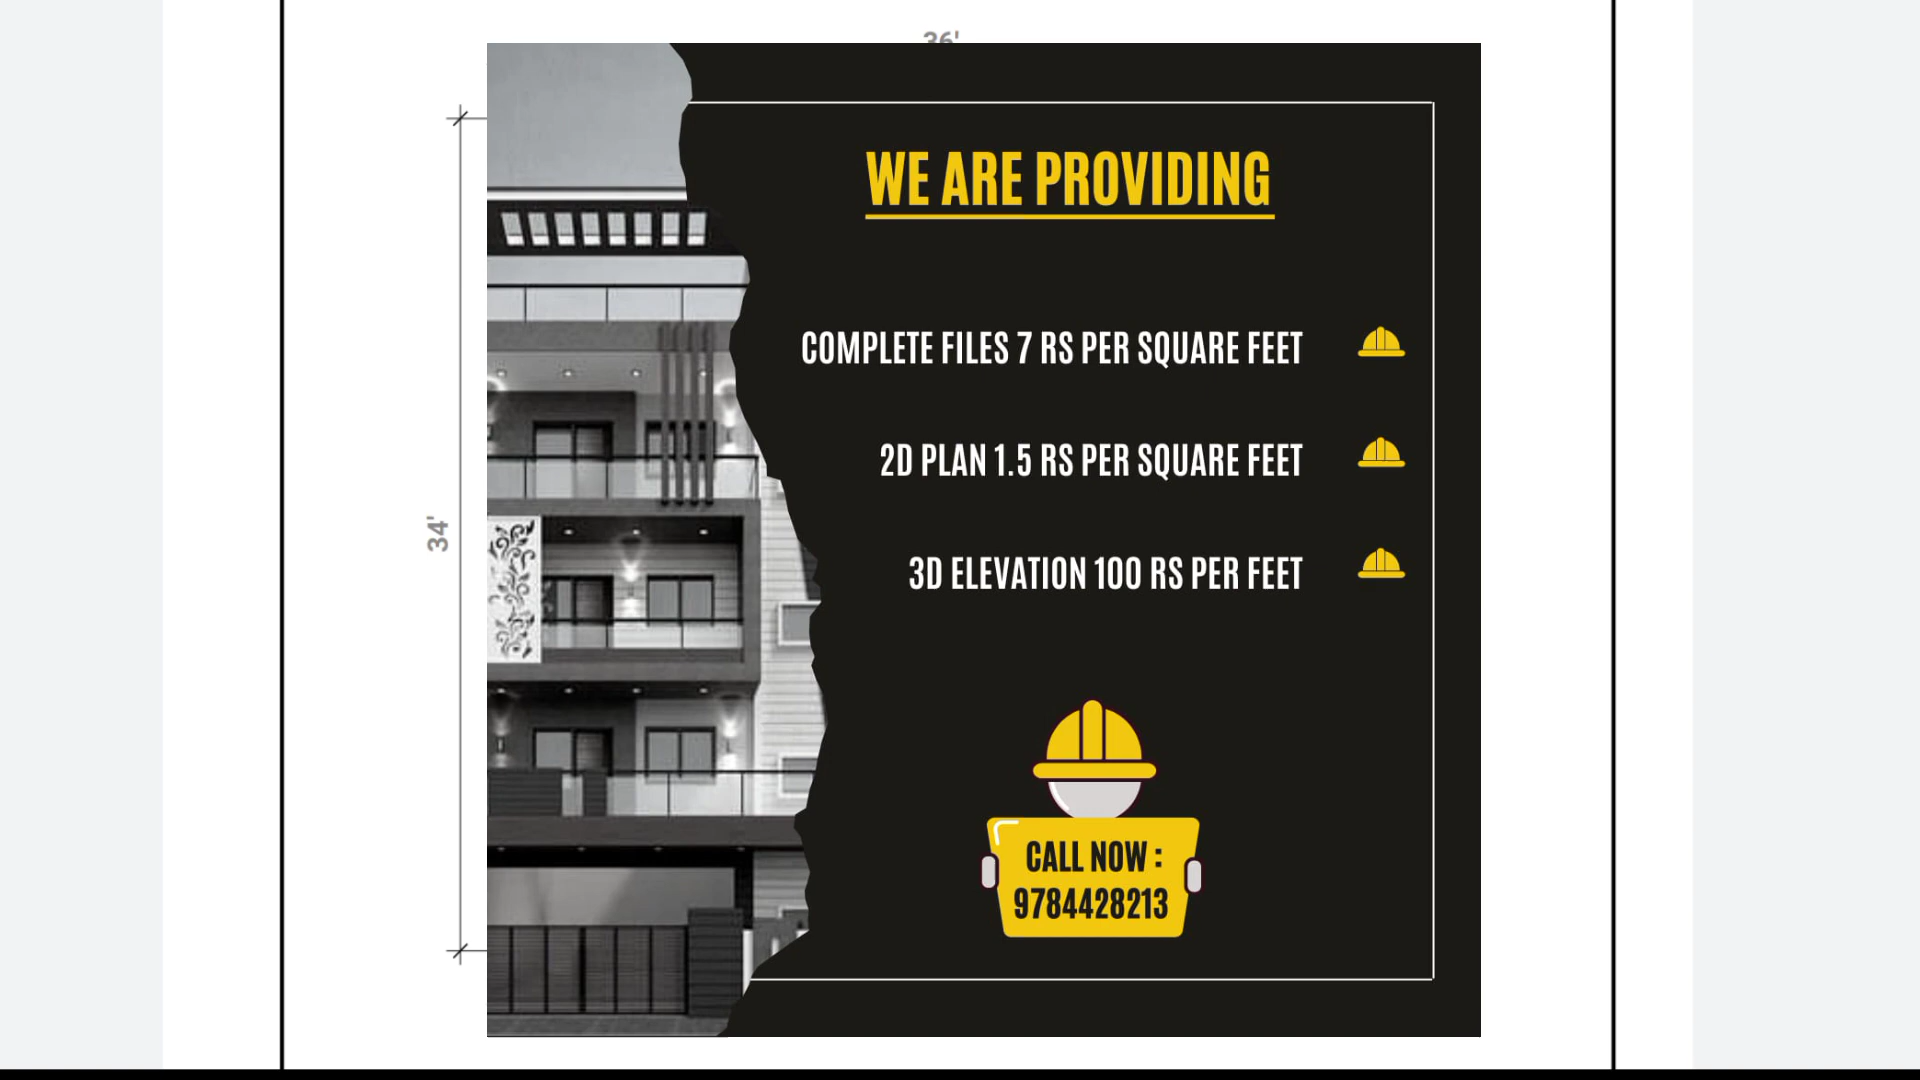 36'
WE ARE PROVIDING
COMPLETE FILES 7 RS PER SQUARE FEET
2D PLAN 1.5 RS PER SQUARE FEET
34'
3D ELEVATION 100 RS PER FEET
CALL NOW :
9784428213